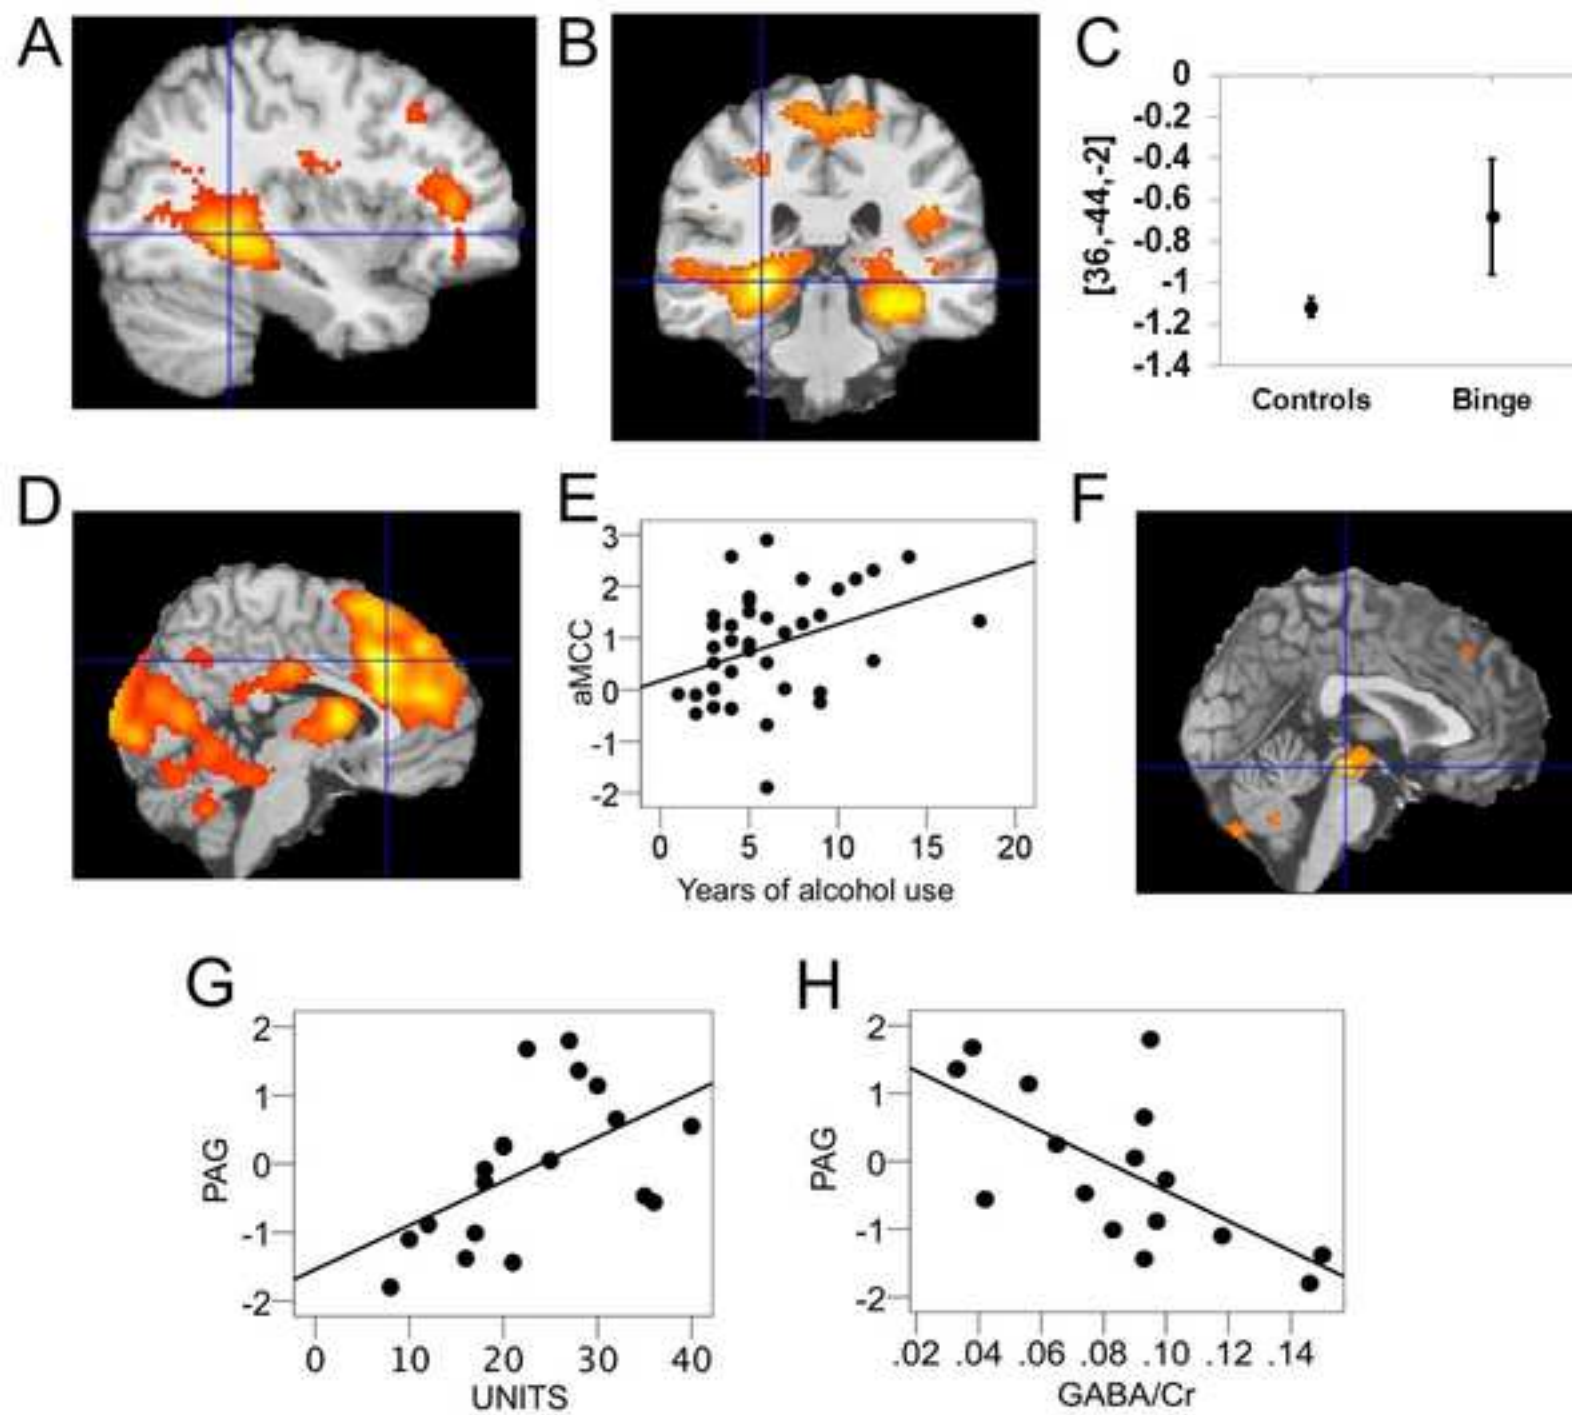 A
B
C
0
-0.2
-0.4
-0.6
-0.8
-1
-1.2
-1.4
[36,-44,-2]
Controls Binge
D
E
3
2
1
0
-1
-2
aMCC
0 5 10 15 20
Years of alcohol use
F
G
2
1
0
-1
-2
PAG
0 10 20 30 40
UNITS
H
2
1
0
-1
-2
PAG
.02 .04 .06 .08 .10 .12 .14
GABA/Cr